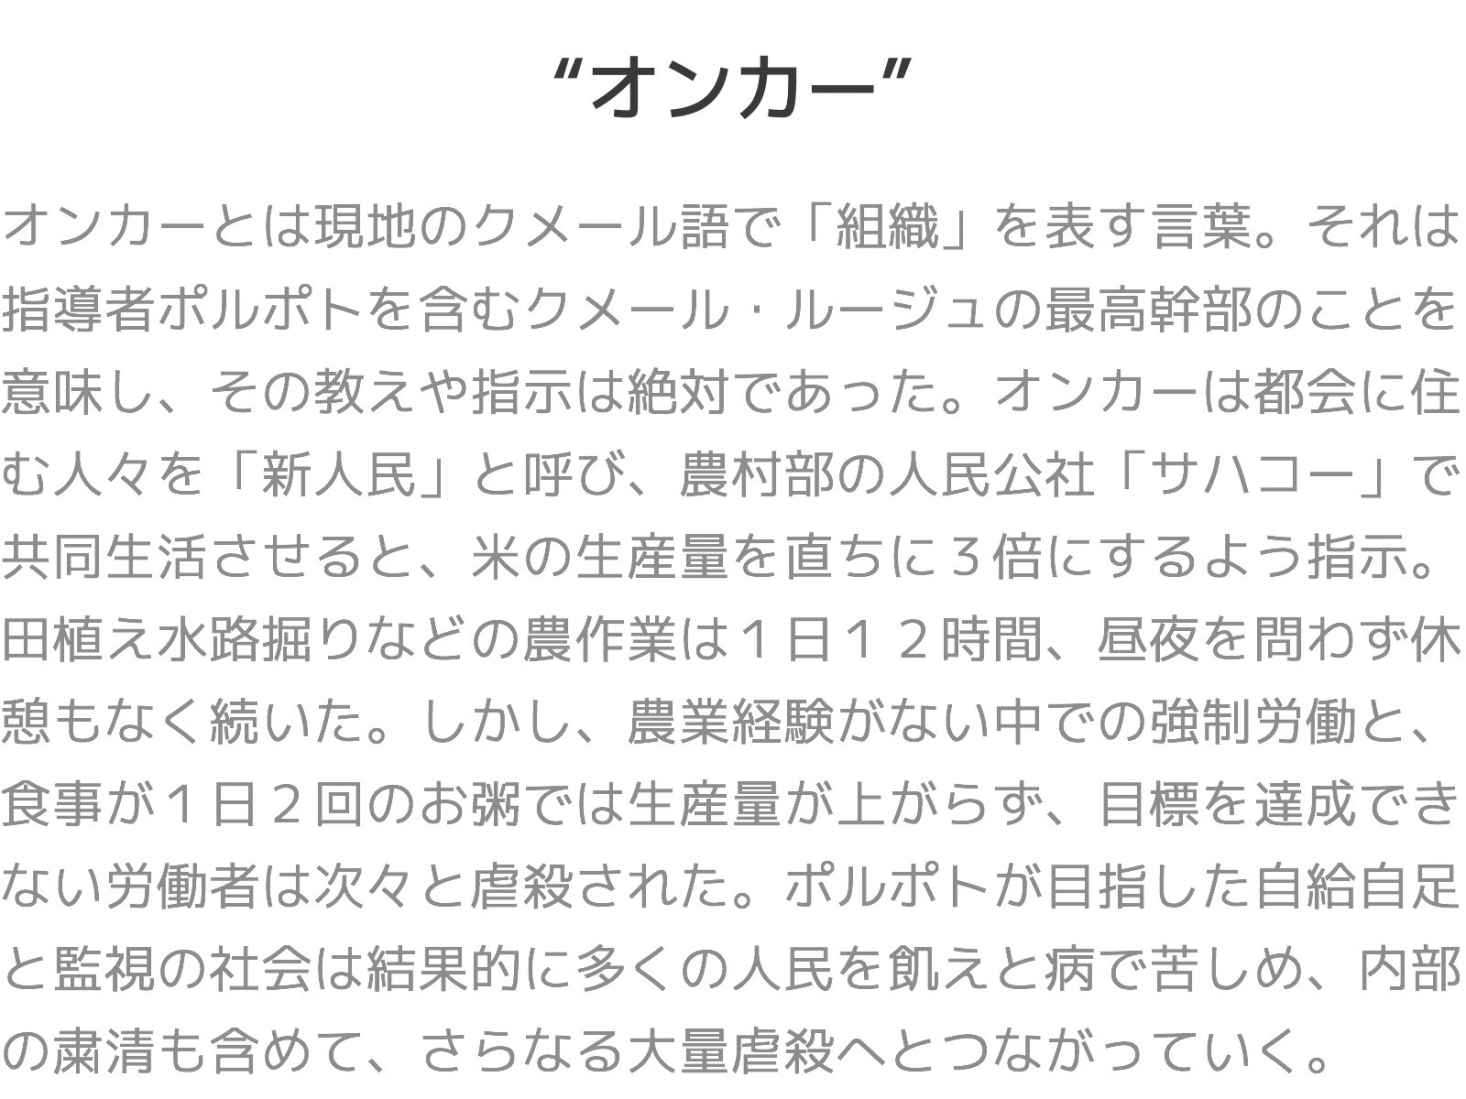 “オンカー”
オンカーとは現地のクメール語で「組織」を表す言葉。それは
指導者ポルポトを含むクメール・ルージュの最高幹部のことを
意味し、その教えや指示は絶対であった。オンカーは都会に住
む人々を「新人民」と呼び、農村部の人民公社「サハコー」で
共同生活させると、米の生産量を直ちに３倍にするよう指示。
田植え水路掘りなどの農作業は１日１２時間、昼夜を問わず休
憩もなく続いた。しかし、農業経験がない中での強制労働と、
食事が１日２回のお粥では生産量が上がらず、目標を達成でき
ない労働者は次々と虐殺された。ポルポトが目指した自給自足
と監視の社会は結果的に多くの人民を飢えと病で苦しめ、内部
の粛清も含めて、さらなる大量虐殺へとつながっていく。